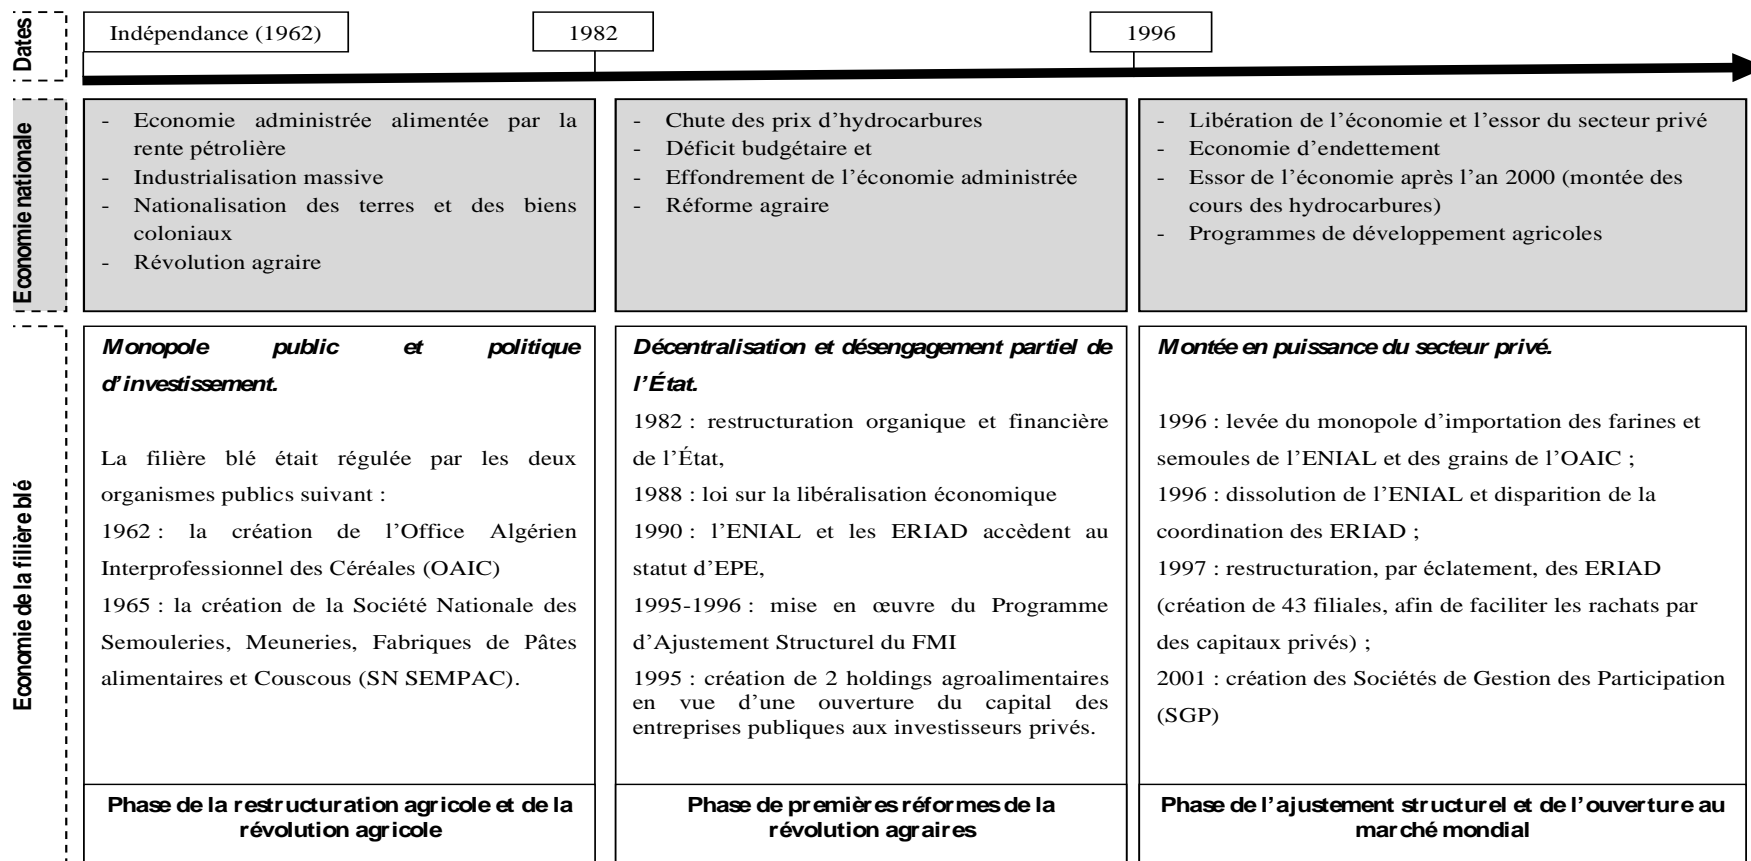 Dates
Indépendance (1962)
1982
1996
Economie nationale
- Economie administrée alimentée par la
rente pétrolière
- Industrialisation massive
- Nationalisation des terres et des biens
coloniaux
- Révolution agraire
- Chute des prix d'hydrocarbures
- Déficit budgétaire et
- Effondrement de l'économie administrée
- Réforme agraire
- Libération de l'économie et l'essor du secteur privé
- Economie d'endettement
- Essor de l'économie après l'an 2000 (montée des
cours des hydrocarbures)
- Programmes de développement agricoles
Economie de la filière blé
Monopole public et politique
d'investissement.
La filière blé était régulée par les deux
organismes publics suivant :
1962 : la création de l'Office Algérien
Interprofessionnel des Céréales (OAIC)
1965 : la création de la Société Nationale des
Semouleries, Meuneries, Fabriques de Pâtes
alimentaires et Couscous (SN SEMPAC).
Décentralisation et désengagement partiel de
l'État.
1982 : restructuration organique et financière
de l'État,
1988 : loi sur la libéralisation économique
1990 : l'ENIAL et les ERIAD accèdent au
statut d'EPE,
1995-1996 : mise en œuvre du Programme
d'Ajustement Structurel du FMI
1995 : création de 2 holdings agroalimentaires
en vue d'une ouverture du capital des
entreprises publiques aux investisseurs privés.
Montée en puissance du secteur privé.
1996 : levée du monopole d'importation des farines et
semoules de l'ENIAL et des grains de l'OAIC ;
1996 : dissolution de l'ENIAL et disparition de la
coordination des ERIAD ;
1997 : restructuration, par éclatement, des ERIAD
(création de 43 filiales, afin de faciliter les rachats par
des capitaux privés) ;
2001 : création des Sociétés de Gestion des Participation
(SGP)
Phase de la restructuration agricole et de la
révolution agricole
Phase de premières réformes de la
révolution agraires
Phase de l'ajustement structurel et de l'ouverture au
marché mondial